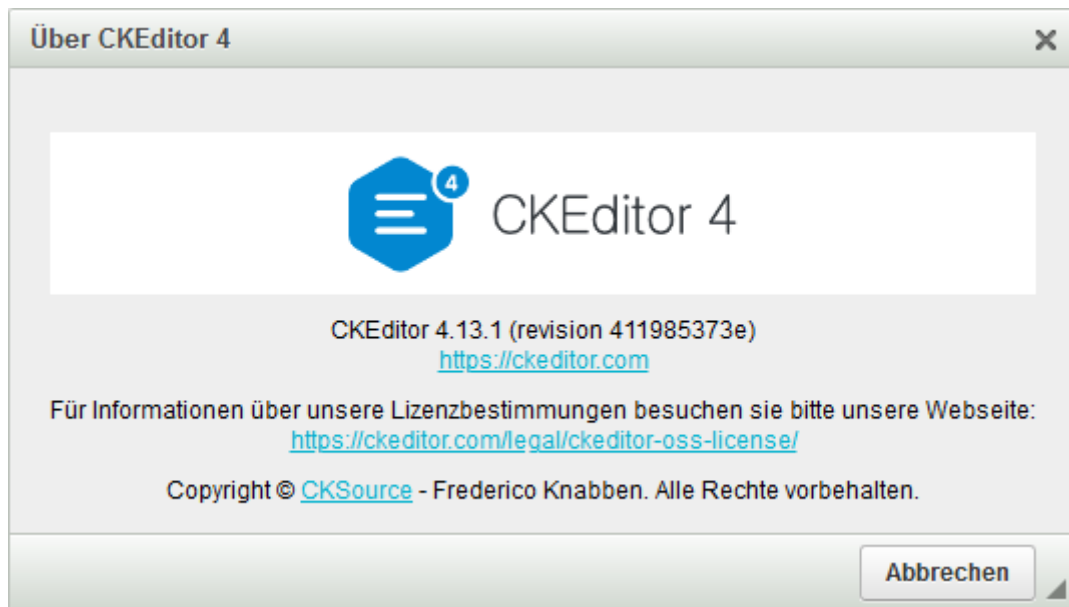 Über CKEditor 4
4
CKEditor 4
CKEditor 4.13.1 (revision 411985373e)
https://ckeditor.com
Für Informationen über unsere Lizenzbestimmungen besuchen sie bitte unsere Webseite:
https://ckeditor.com/legal/ckeditor-oss-license/
Copyright © CKSource - Frederico Knabben. Alle Rechte vorbehalten.
Abbrechen